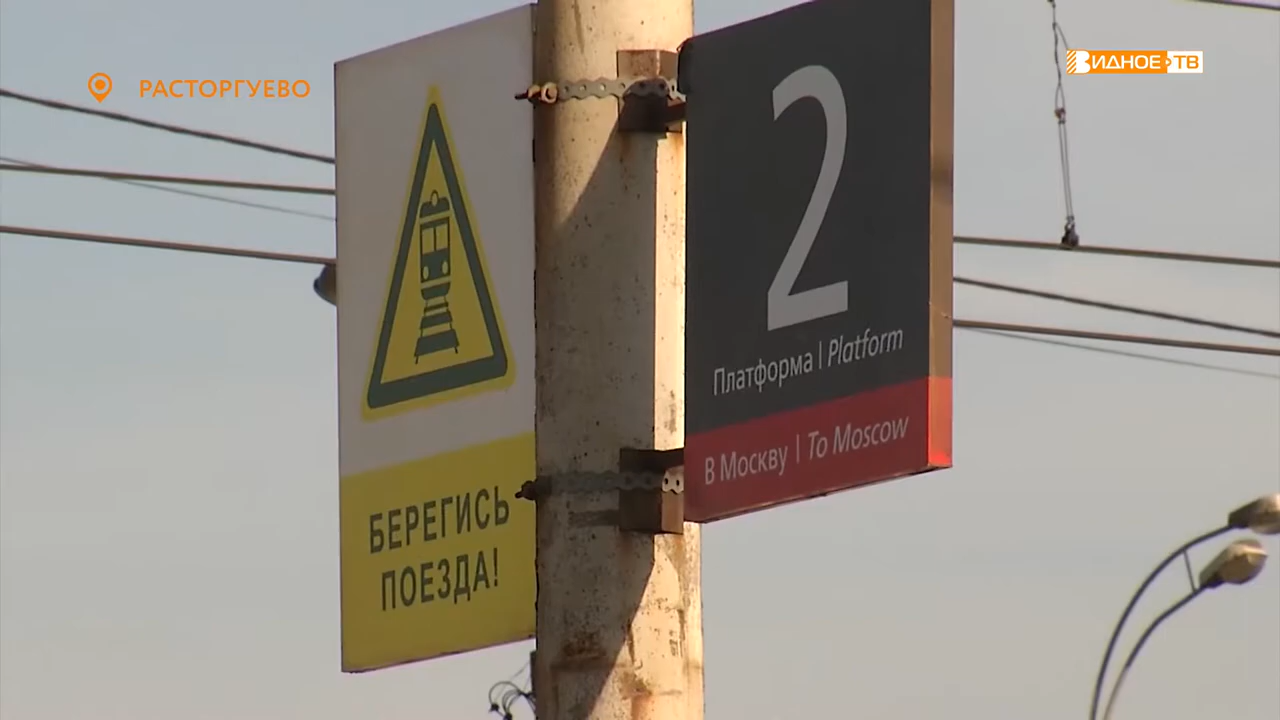 РАСТОРГУЕВО
ВИДНОЕ·ТВ
БЕРЕГИСЬ
ПОЕЗДА!
2
Платформа | Platform
В Москву | To Moscow